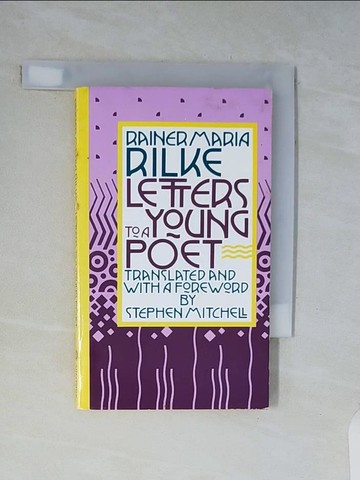 RAINER MARIA
RILKE
LETTERS
TO A YOUNG
POET
TRANSLATED AND
WITH A FOREWORD
BY
STEPHEN MITCHELL